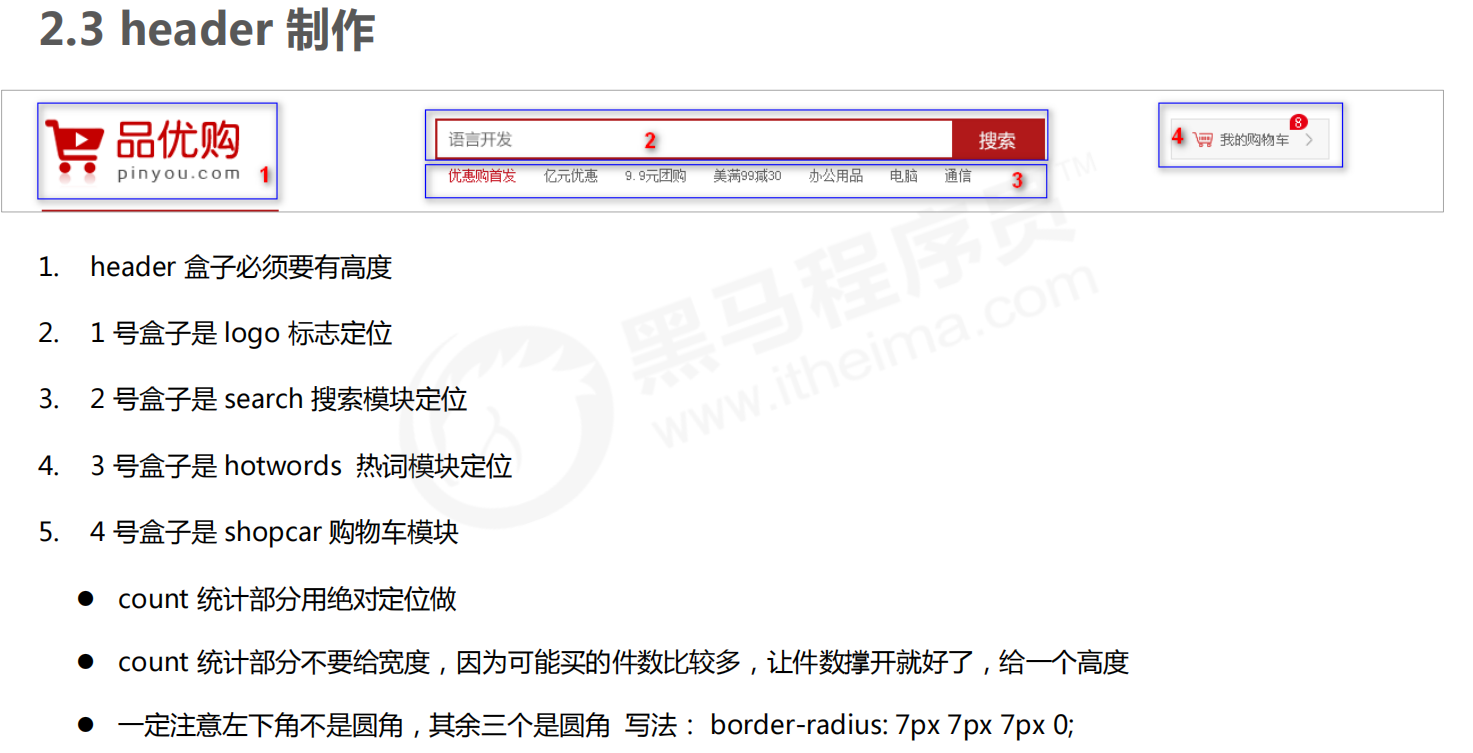 2.3 header 制作
品优购
pinyou.com
1
语言开发
2
搜索
优惠购首发 亿元优惠 9.9元团购 美满99减30 办公用品 电脑 通信
3
4
我的购物车
8
黑马程序员™
www.itheima.com
1. header 盒子必须要有高度
2. 1 号盒子是 logo 标志定位
3. 2 号盒子是 search 搜索模块定位
4. 3 号盒子是 hotwords 热词模块定位
5. 4 号盒子是 shopcar 购物车模块
● count 统计部分用绝对定位做
● count 统计部分不要给宽度，因为可能买的件数比较多，让件数撑开就好了，给一个高度
● 一定注意左下角不是圆角，其余三个是圆角 写法： border-radius: 7px 7px 7px 0;